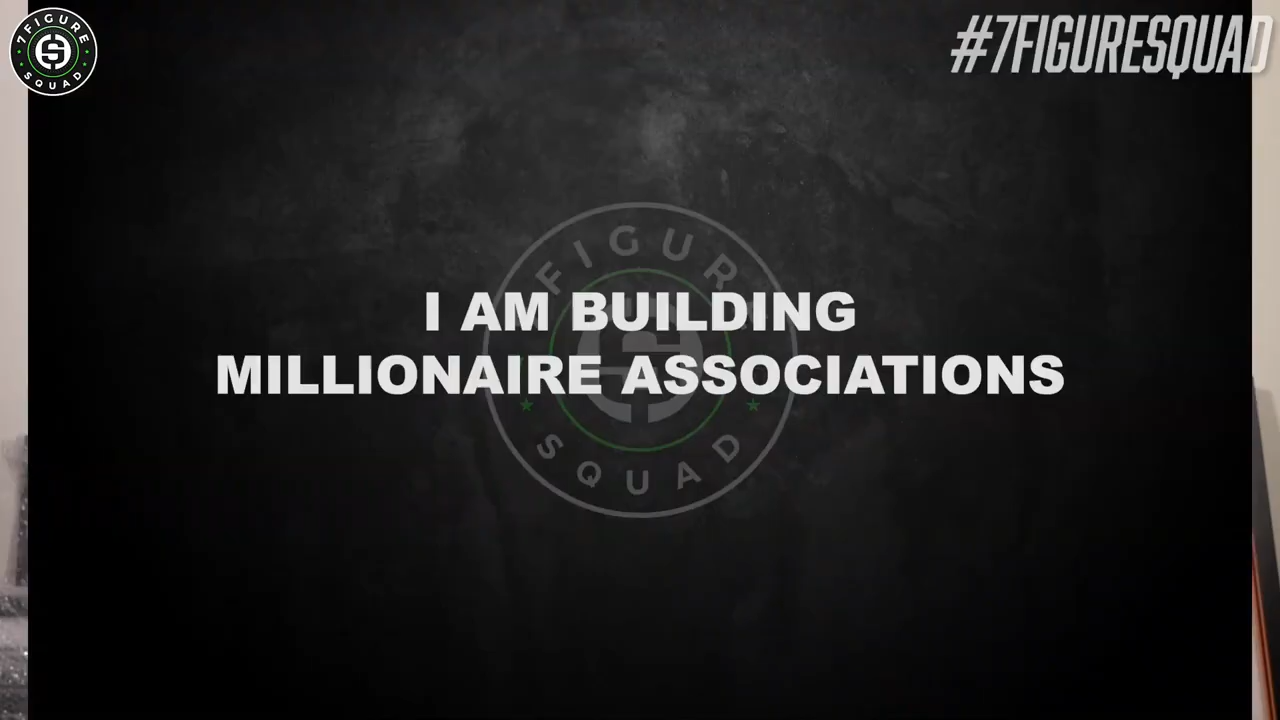 7 FIGURE
SQUAD
#7FIGURESQUAD
FIGURE
I AM BUILDING
MILLIONAIRE ASSOCIATIONS
SQUAD